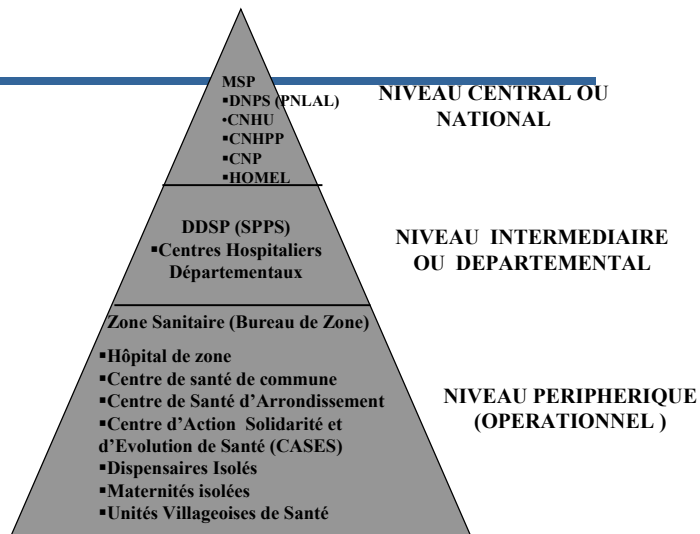 MSP
▪DNPS (PNLAL)
•CNHU
▪CNHPP
▪CNP
▪HOMEL
NIVEAU CENTRAL OU
NATIONAL
DDSP (SPPS)
▪Centres Hospitaliers
Départementaux
NIVEAU INTERMEDIAIRE
OU DEPARTEMENTAL
Zone Sanitaire (Bureau de Zone)
▪Hôpital de zone
▪Centre de santé de commune
▪Centre de Santé d’Arrondissement
▪Centre d’Action Solidarité et
d’Evolution de Santé (CASES)
▪Dispensaires Isolés
▪Maternités isolées
▪Unités Villageoises de Santé
NIVEAU PERIPHERIQUE
(OPERATIONNEL )